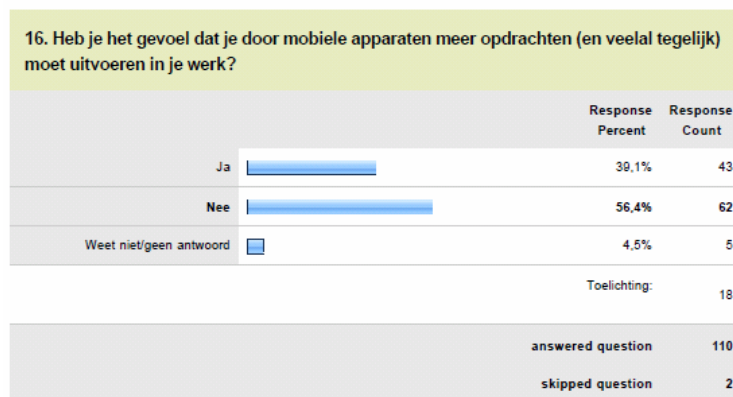 16. Heb je het gevoel dat je door mobiele apparaten meer opdrachten (en veelal tegelijk)
moet uitvoeren in je werk?
Response Response
Percent Count
Ja 39,1% 43
Nee 56,4% 62
Weet niet/geen antwoord 4,5% 5
Toelichting:
18
answered question 110
skipped question 2